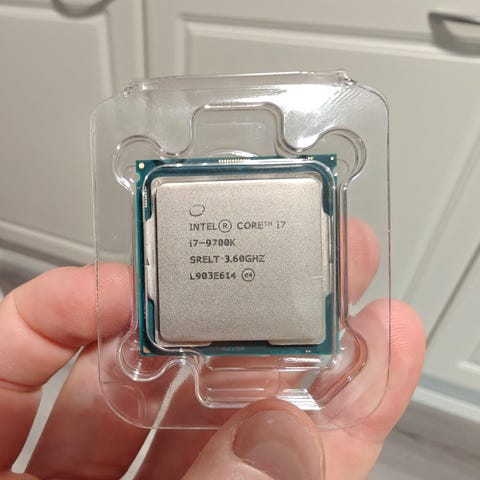 INTEL® CORE™ i7
i7-9700K
SRELT 3.60GHZ
L903E614 e4